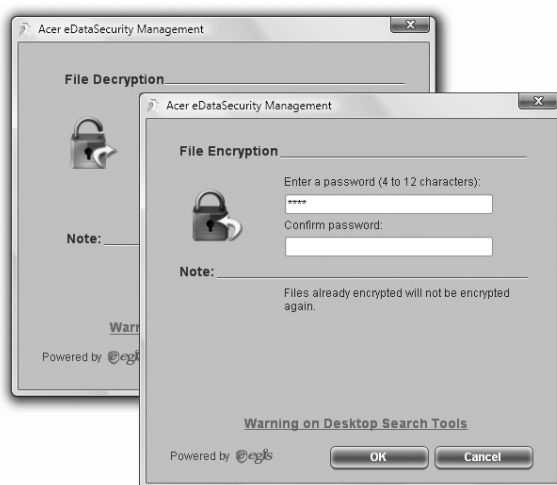 Acer eDataSecurity Management
File Decryption
Note:
Powered by egis
Acer eDataSecurity Management
File Encryption
Enter a password (4 to 12 characters):
****
Confirm password:
Note:
Files already encrypted will not be encrypted
again.
Warning on Desktop Search Tools
Powered by egis
OK
Cancel